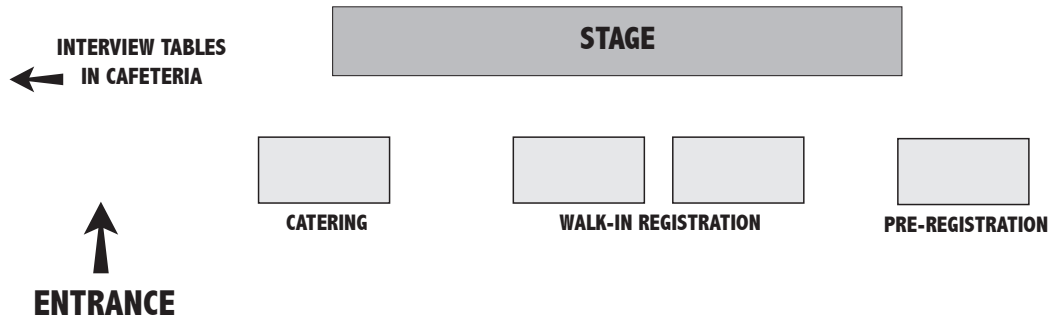 STAGE
INTERVIEW TABLES
IN CAFETERIA
CATERING
WALK-IN REGISTRATION
PRE-REGISTRATION
ENTRANCE